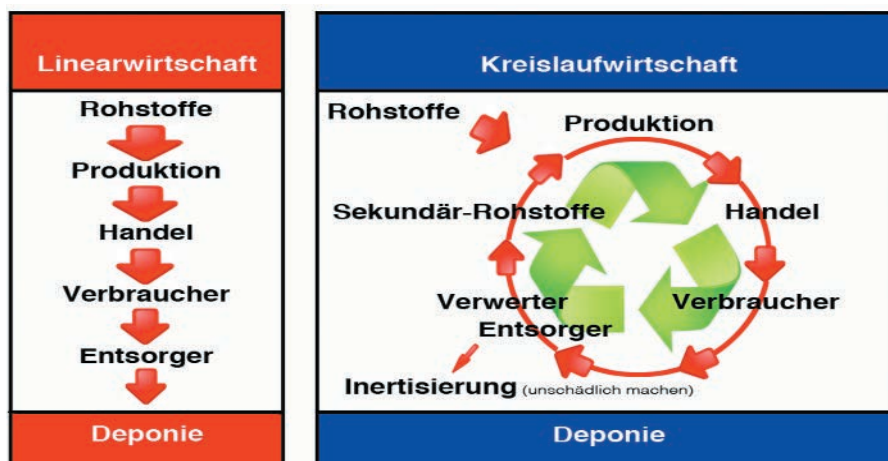 Linearwirtschaft
Rohstoffe
Produktion
Handel
Verbraucher
Entsorger
Deponie
Kreislaufwirtschaft
Rohstoffe
Produktion
Sekundär-Rohstoffe
Handel
Verwerter
Entsorger
Verbraucher
Inertisierung (unschädlich machen)
Deponie